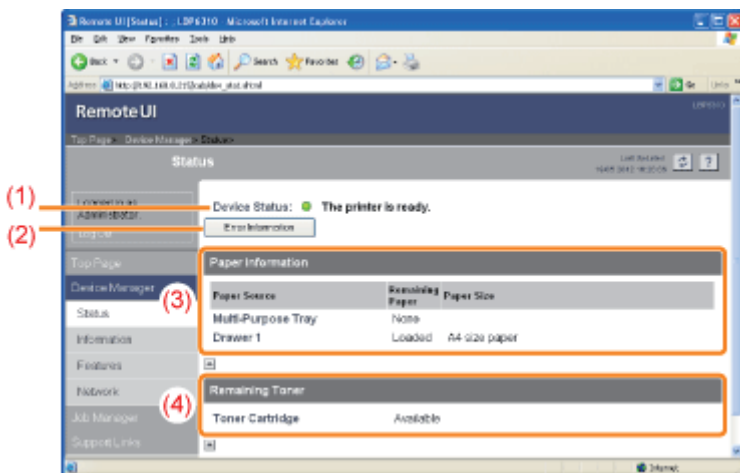 Remote UI [Status] : : LBP6310 Microsoft Internet Explorer
File Edit View Favorites Tools Help
Back Search Favorites
Address Go Links
Remote UI
Top Page > Device Manager > Status >
Status
Last Updated
?
(1)
Device Status: The printer is ready.
Administrator.
Log Out
(2)
Error Information
Top Page
Device Manager
Status
Information
Features
Network
Job Manager
Support Links
(3)
Paper Information
Paper Source Remaining Paper Paper Size
Multi-Purpose Tray None
Drawer 1 Loaded A4 size paper
(4)
Remaining Toner
Toner Cartridge Available
Internet